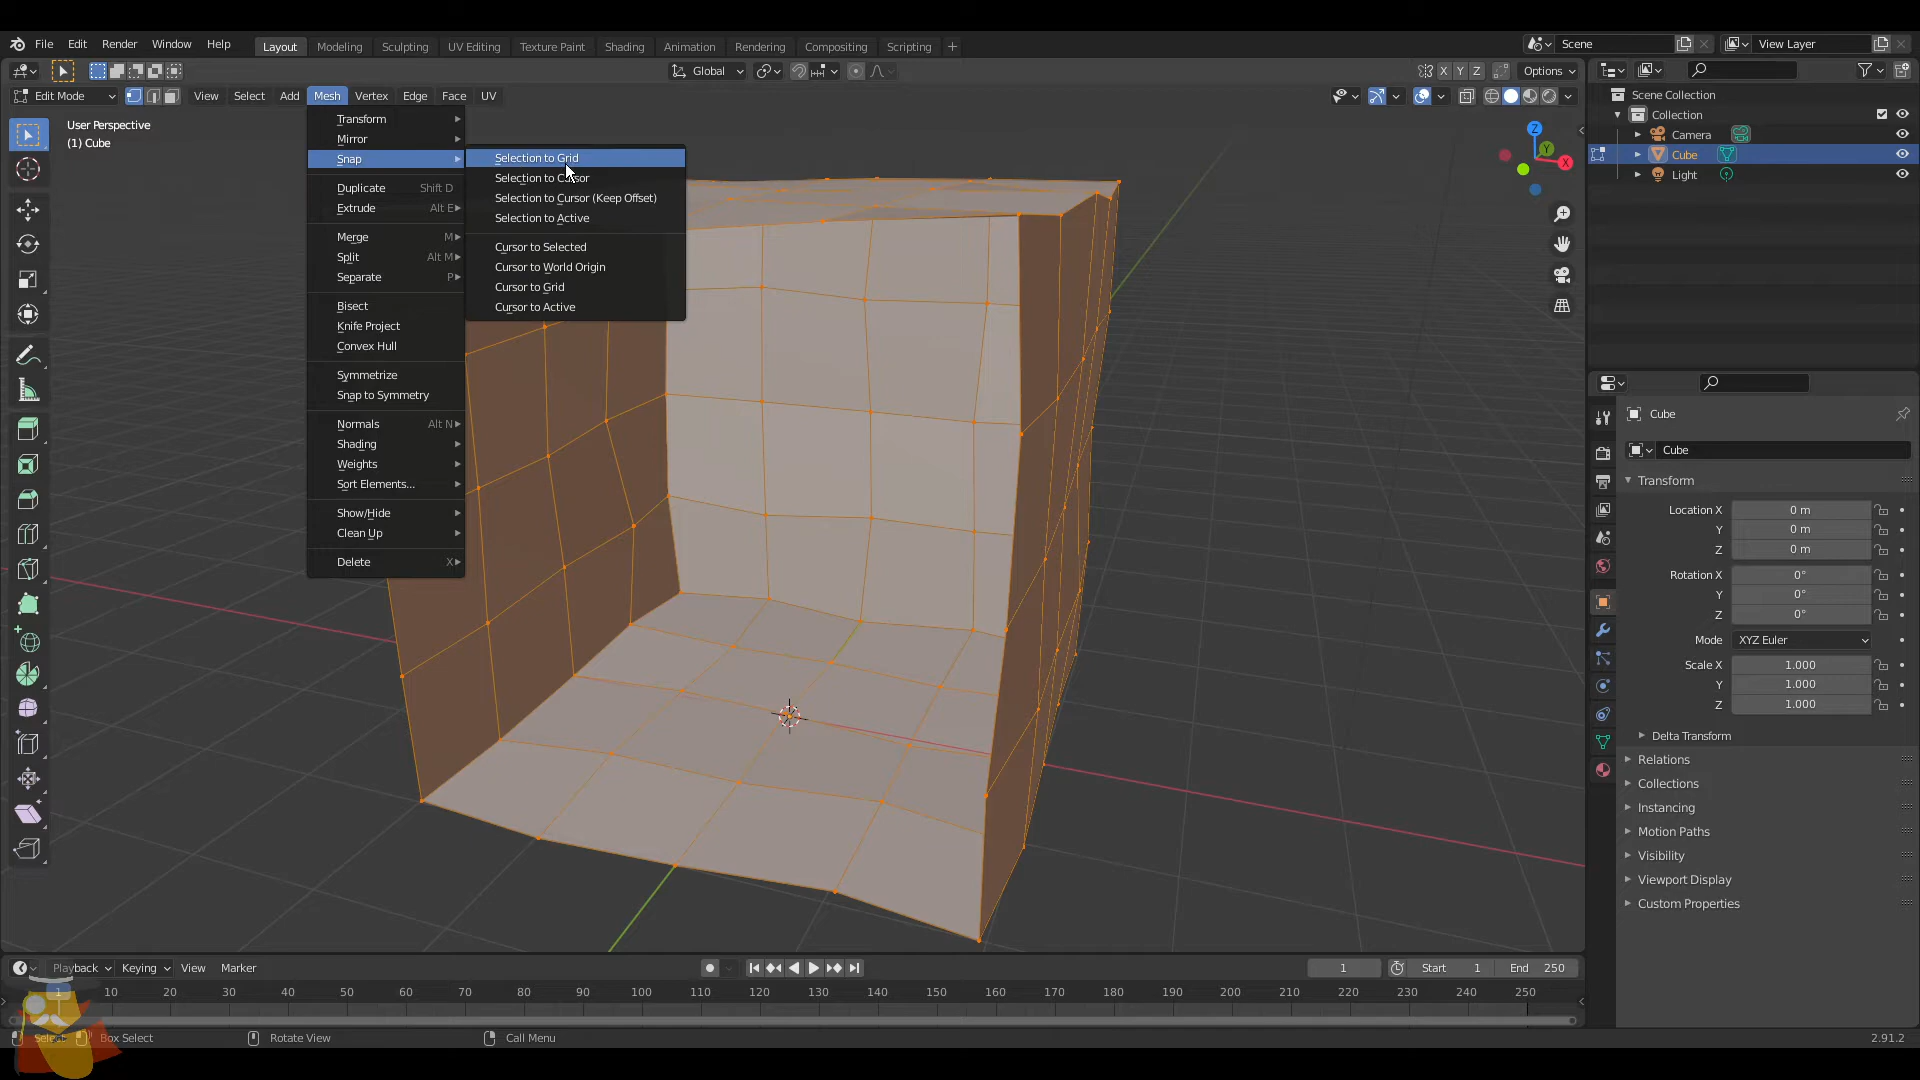 File Edit Render Window Help Layout Modeling Sculpting UV Editing Texture Paint Shading Animation Rendering Compositing Scripting + Scene View Layer
Global X Y Z Options
Edit Mode View Select Add Mesh Vertex Edge Face UV
User Perspective
(1) Cube
Transform
Mirror
Snap
Duplicate Shift D
Extrude Alt E
Merge M
Split Alt M
Separate P
Bisect
Knife Project
Convex Hull
Symmetrize
Snap to Symmetry
Normals Alt N
Shading
Weights
Sort Elements...
Show/Hide
Clean Up
Delete X
Selection to Grid
Selection to Cursor
Selection to Cursor (Keep Offset)
Selection to Active
Cursor to Selected
Cursor to World Origin
Cursor to Grid
Cursor to Active
Z
Y
X
Scene Collection
Collection
Camera
Cube
Light
Cube
Cube
Transform
Location X 0 m
Y 0 m
Z 0 m
Rotation X 0°
Y 0°
Z 0°
Mode XYZ Euler
Scale X 1.000
Y 1.000
Z 1.000
Delta Transform
Relations
Collections
Instancing
Motion Paths
Visibility
Viewport Display
Custom Properties
Playback Keying View Marker 1 Start 1 End 250
1 10 20 30 40 50 60 70 80 90 100 110 120 130 140 150 160 170 180 190 200 210 220 230 240 250
Select Box Select Rotate View Call Menu 2.91.2